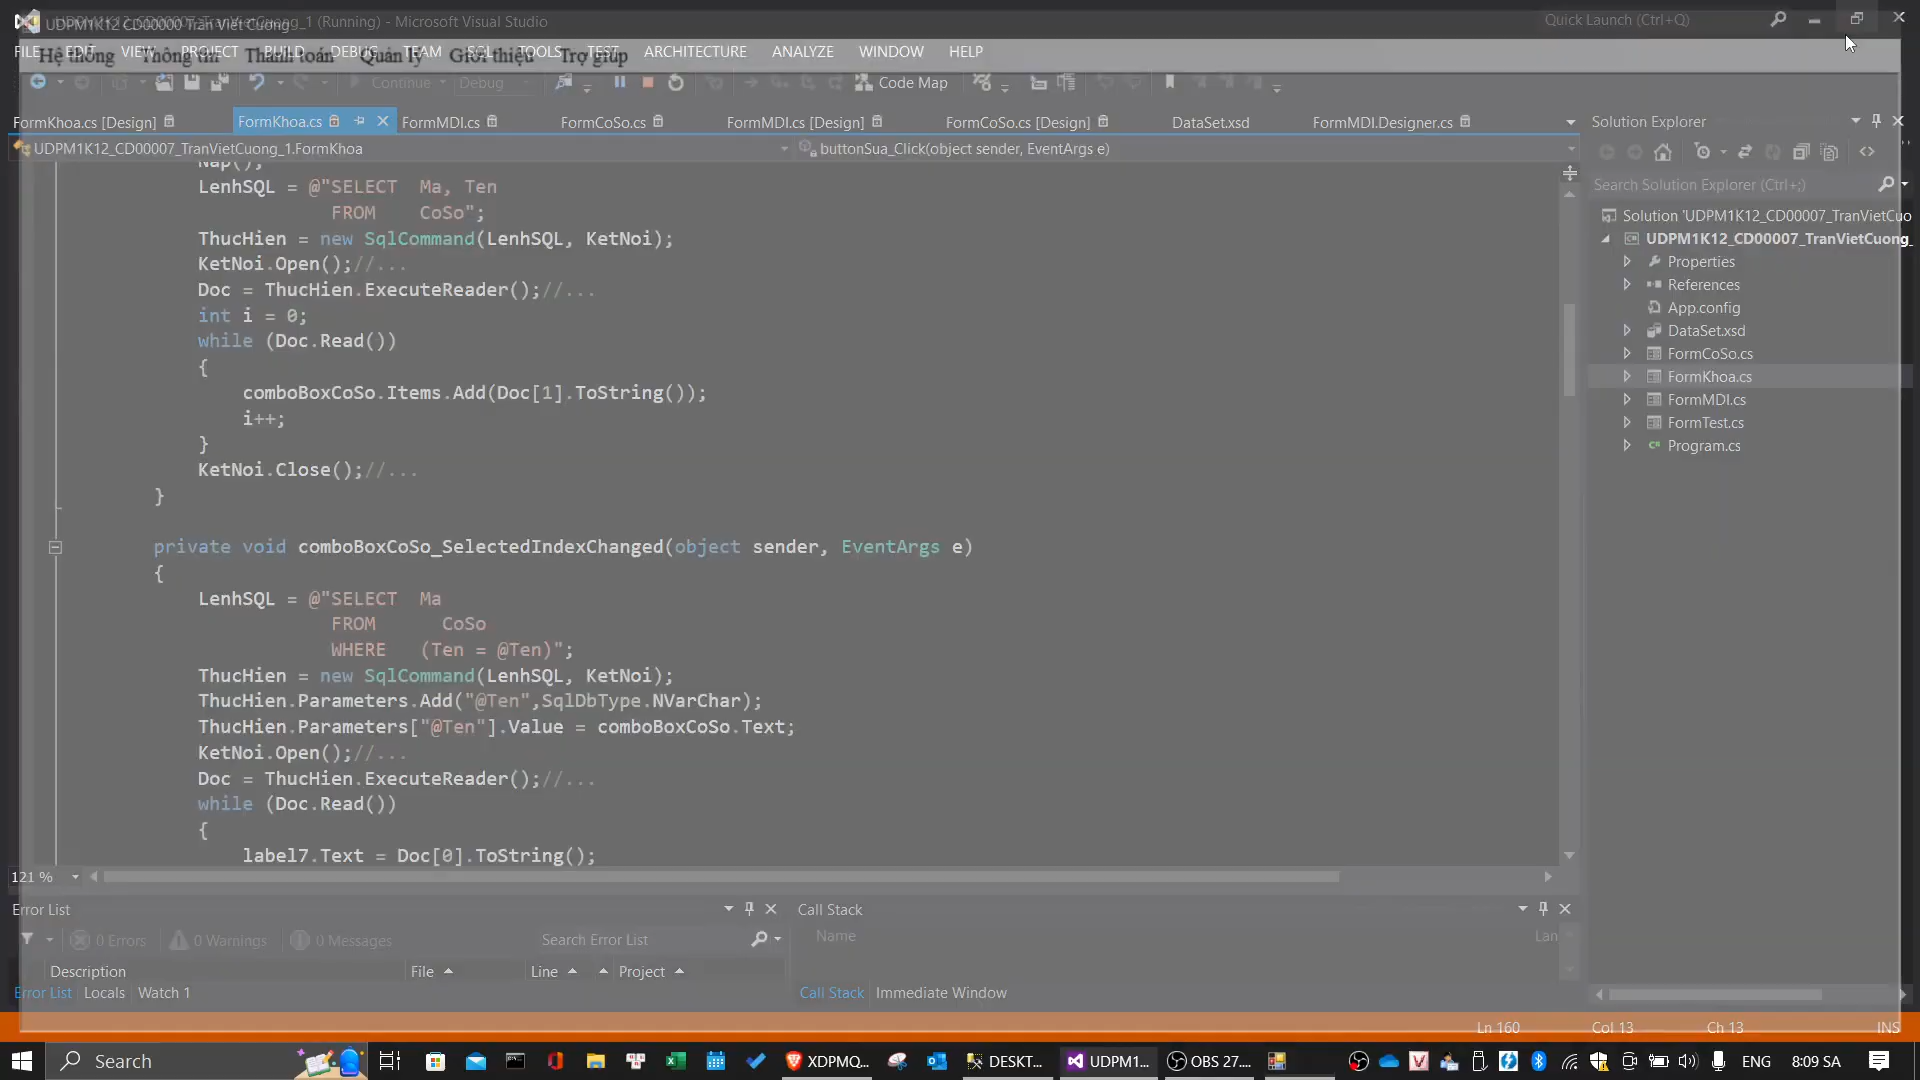 UDPM1K12_CD00007_TranVietCuong_1 (Running) - Microsoft Visual Studio
UDPM1K12 CD00000 Tran Viet Cuong
Quick Launch (Ctrl+Q)
FILE EDIT VIEW PROJECT BUILD DEBUG TEAM SQL TOOLS TEST ARCHITECTURE ANALYZE WINDOW HELP
Hệ thống Thông tin Thanh toán Quản lý Giới thiệu Trợ giúp
Continue Debug Code Map
FormKhoa.cs [Design] FormKhoa.cs FormMDI.cs FormCoSo.cs FormMDI.cs [Design] FormCoSo.cs [Design] DataSet.xsd FormMDI.Designer.cs
UDPM1K12_CD00007_TranVietCuong_1.FormKhoa buttonSua_Click(object sender, EventArgs e)
Nap();
LenhSQL = @"SELECT Ma, Ten
FROM CoSo";
ThucHien = new SqlCommand(LenhSQL, KetNoi);
KetNoi.Open();//...
Doc = ThucHien.ExecuteReader();//...
int i = 0;
while (Doc.Read())
{
comboBoxCoSo.Items.Add(Doc[1].ToString());
i++;
}
KetNoi.Close();//...
}
private void comboBoxCoSo_SelectedIndexChanged(object sender, EventArgs e)
{
LenhSQL = @"SELECT Ma
FROM CoSo
WHERE (Ten = @Ten)";
ThucHien = new SqlCommand(LenhSQL, KetNoi);
ThucHien.Parameters.Add("@Ten",SqlDbType.NVarChar);
ThucHien.Parameters["@Ten"].Value = comboBoxCoSo.Text;
KetNoi.Open();//...
Doc = ThucHien.ExecuteReader();//...
while (Doc.Read())
{
label7.Text = Doc[0].ToString();
121 %
Solution Explorer
Search Solution Explorer (Ctrl+;)
Solution 'UDPM1K12_CD00007_TranVietCuo
UDPM1K12_CD00007_TranVietCuong_
Properties
References
App.config
DataSet.xsd
FormCoSo.cs
FormKhoa.cs
FormMDI.cs
FormTest.cs
Program.cs
Error List
0 Errors 0 Warnings 0 Messages Search Error List
Description File Line Project
Error List Locals Watch 1
Call Stack
Name Lan
Call Stack Immediate Window
Ln 160 Col 13 Ch 13 INS
Search XDPMQ... DESKT... UDPM1... OBS 27.... ENG 8:09 SA